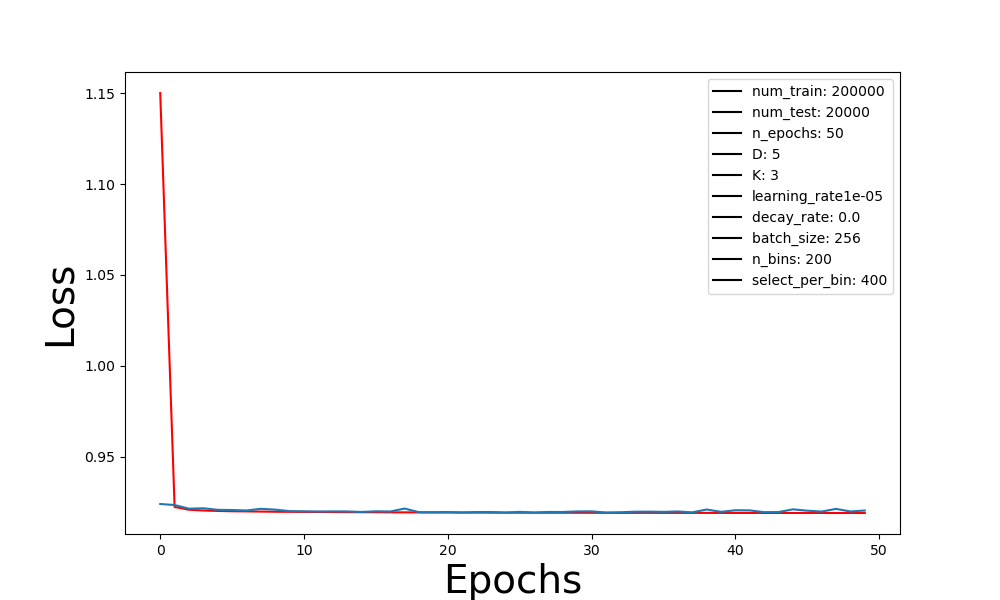 1.15
1.10
1.05
1.00
0.95
Loss
num_train: 200000
num_test: 20000
n_epochs: 50
D: 5
K: 3
learning_rate1e-05
decay_rate: 0.0
batch_size: 256
n_bins: 200
select_per_bin: 400
0 10 20 30 40 50
Epochs